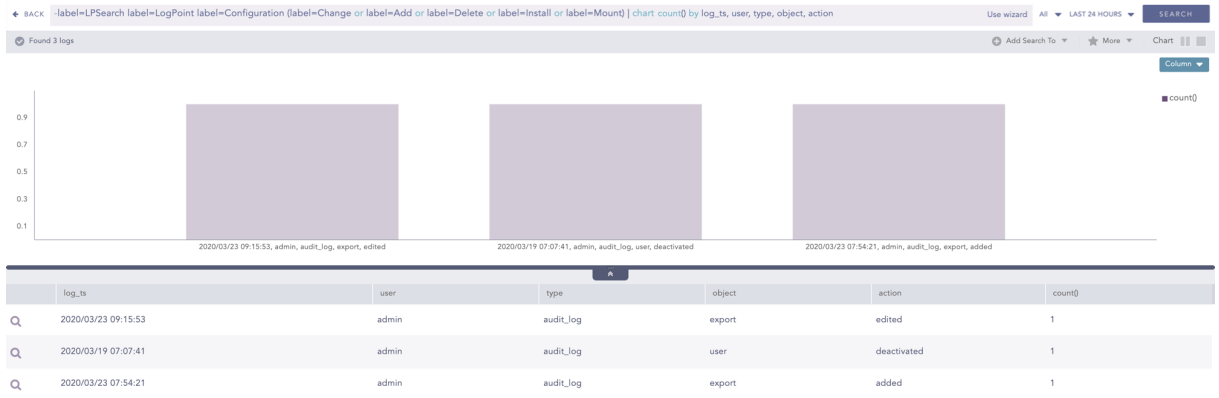 BACK -label=LPSearch label=LogPoint label=Configuration (label=Change or label=Add or label=Delete or label=Install or label=Mount) | chart count() by log_ts, user, type, object, action Use wizard All LAST 24 HOURS SEARCH
Found 3 logs Add Search To More Chart
Column
count()
0.9
0.7
0.5
0.3
0.1
2020/03/23 09:15:53, admin, audit_log, export, edited 2020/03/19 07:07:41, admin, audit_log, user, deactivated 2020/03/23 07:54:21, admin, audit_log, export, added
log_ts user type object action count()
2020/03/23 09:15:53 admin audit_log export edited 1
2020/03/19 07:07:41 admin audit_log user deactivated 1
2020/03/23 07:54:21 admin audit_log export added 1